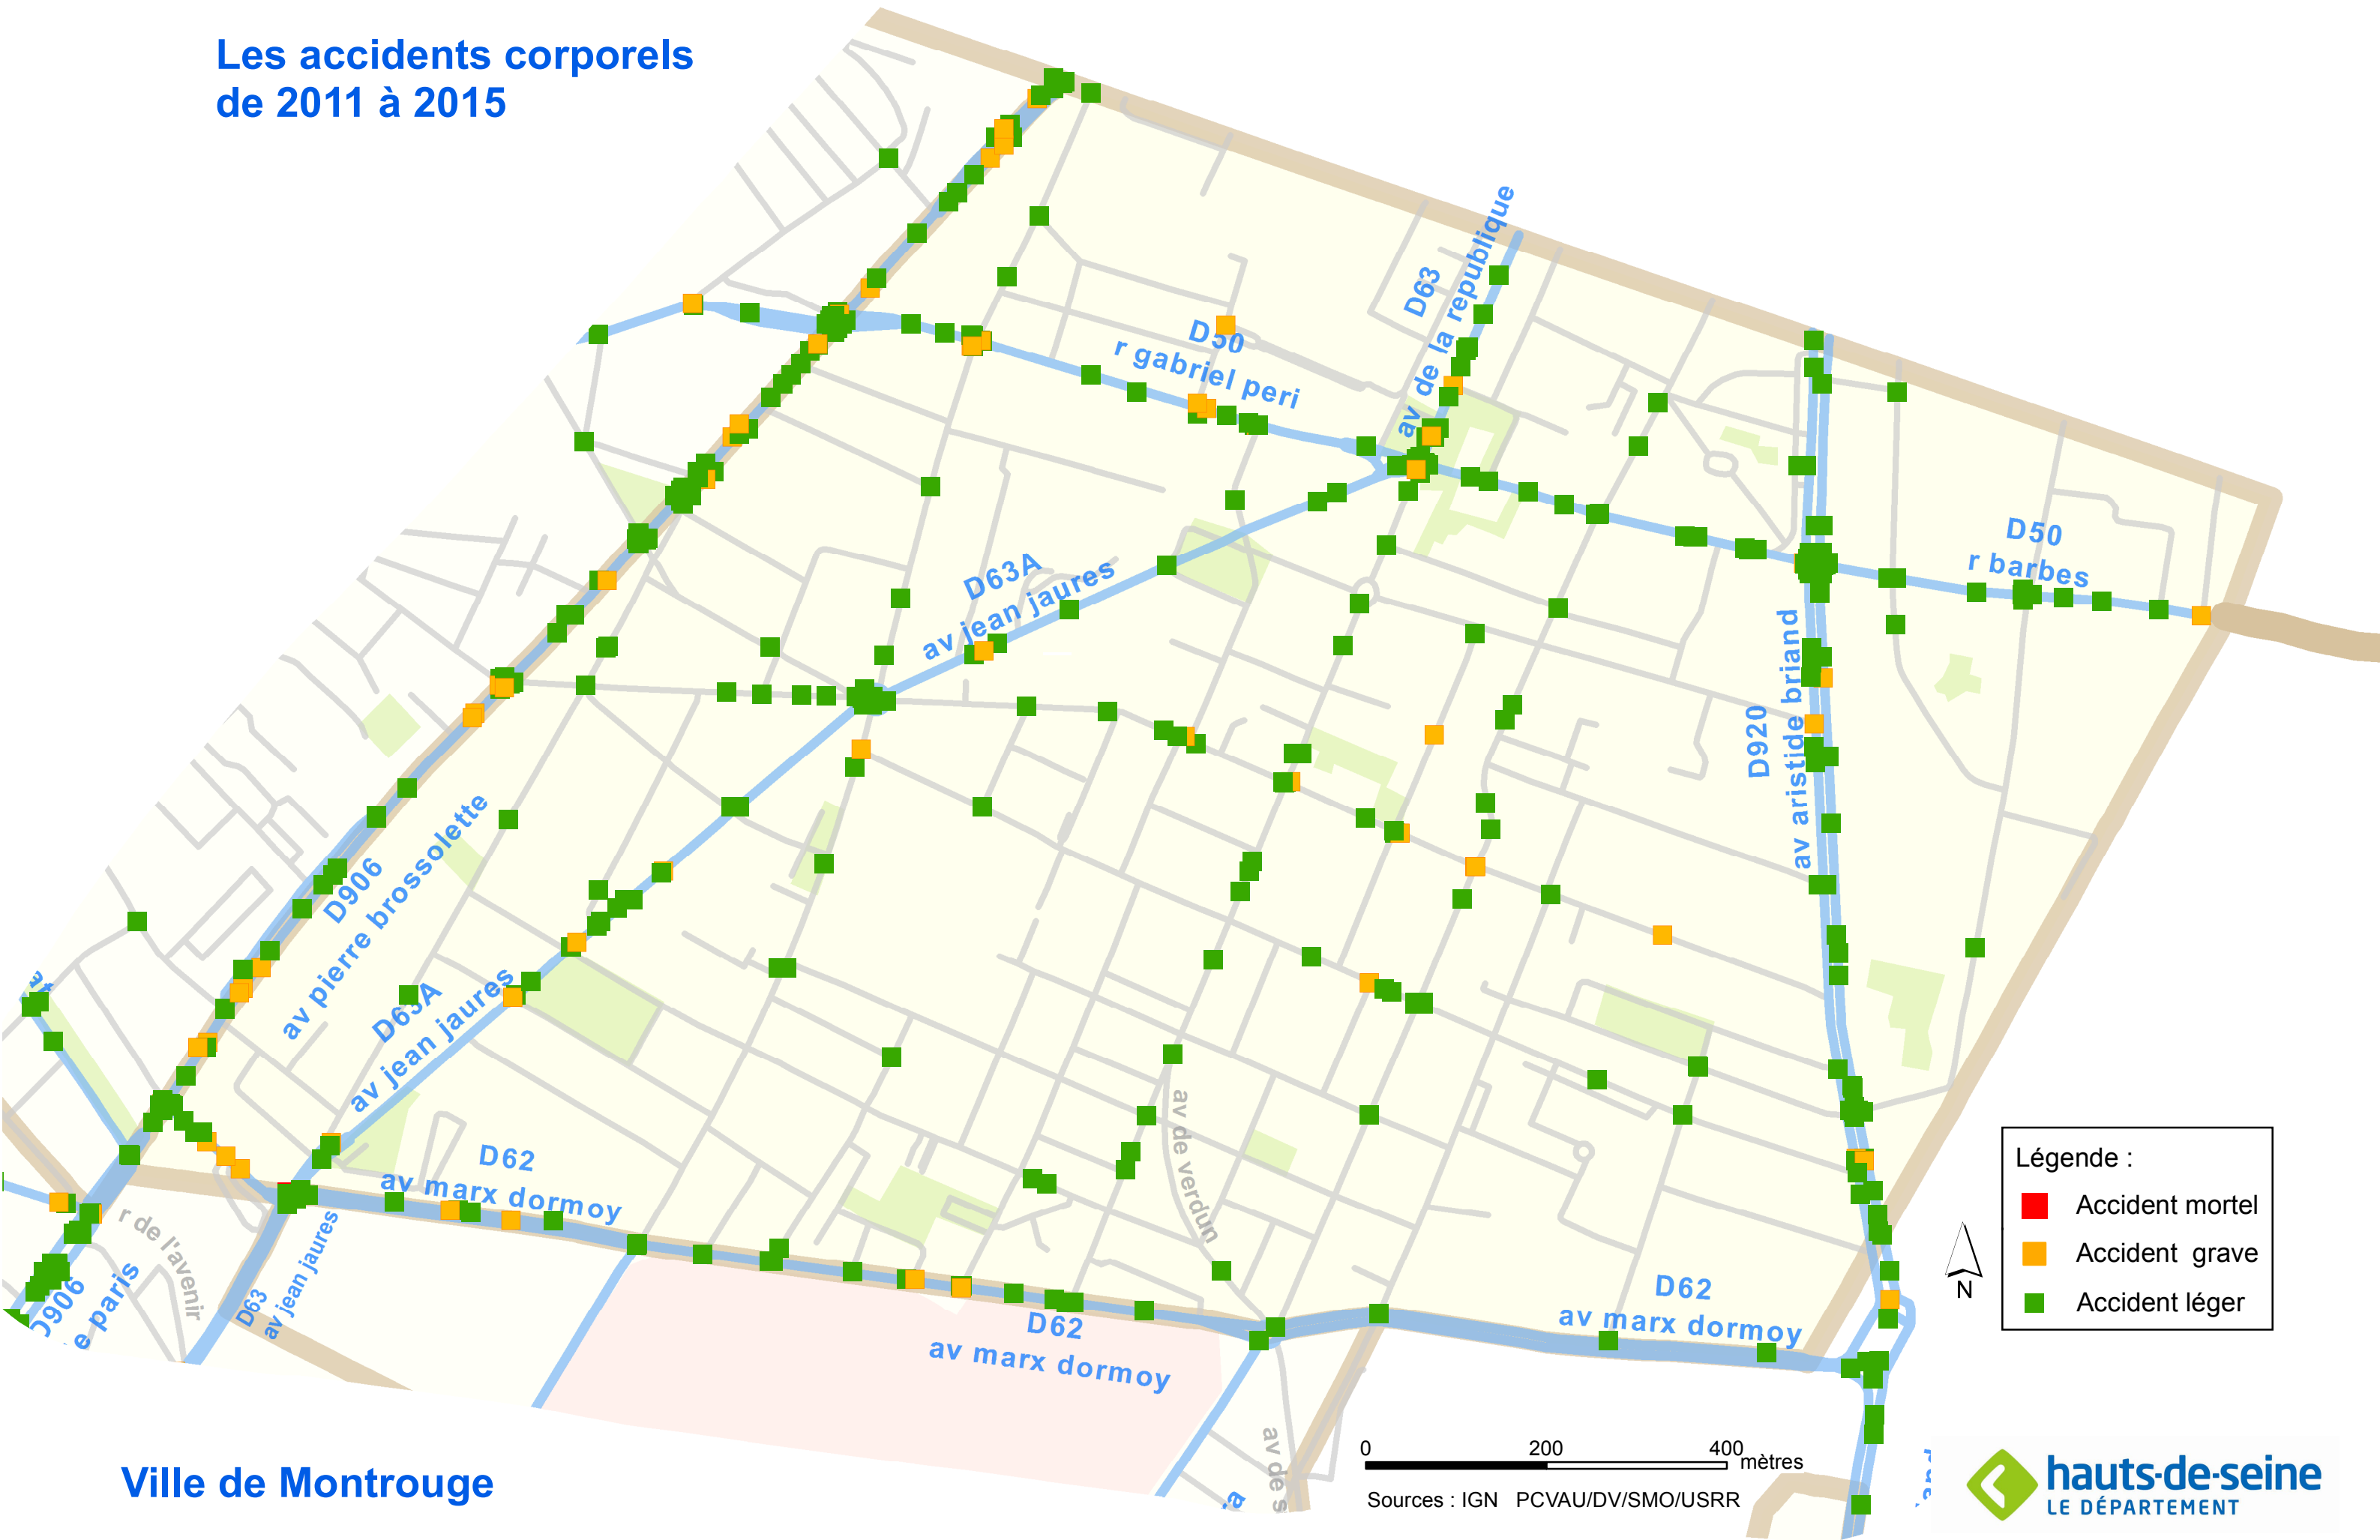 Les accidents corporels
de 2011 à 2015
D63
av de la republique
D50
r gabriel peri
D50
r barbes
D63A
av jean jaures
D920
av aristide briand
D906
av pierre brossolette
D63A
av jean jaures
D62
av marx dormoy
r de l'avenir
D63
av jean jaures
D906
e paris
av de verdun
D62
av marx dormoy
D62
av marx dormoy
av de s
Légende :
Accident mortel
Accident grave
Accident léger
N
0 200 400
mètres
Sources : IGN PCVAU/DV/SMO/USRR
Ville de Montrouge
hauts-de-seine
LE DÉPARTEMENT